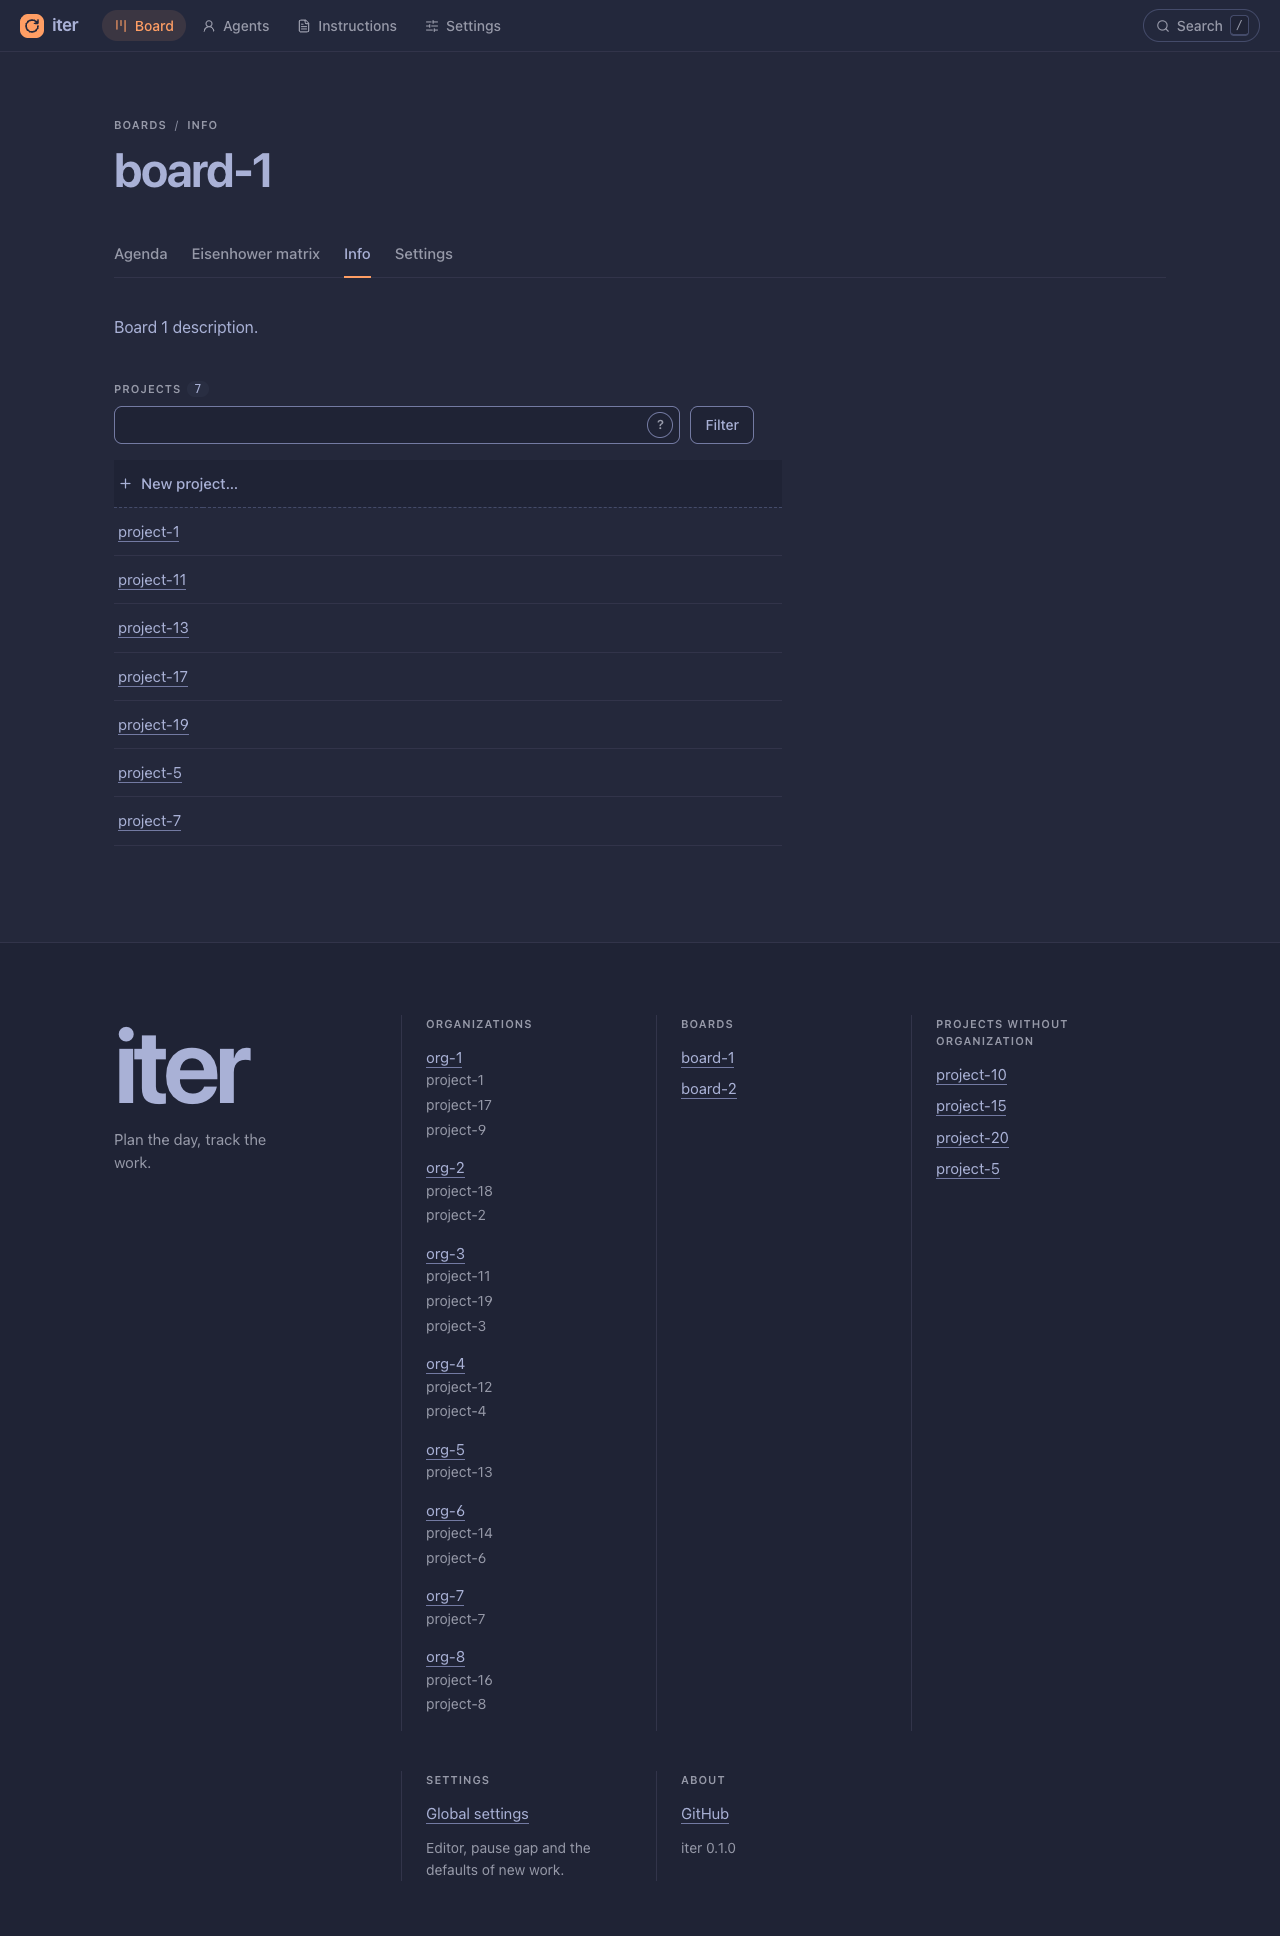 iter
Board
Agents
Instructions
Settings
Search /
BOARDS / INFO
board-1
Agenda
Eisenhower matrix
Info
Settings
Board 1 description.
PROJECTS 7
?
Filter
+ New project...
project-1
project-11
project-13
project-17
project-19
project-5
project-7
iter
Plan the day, track the
work.
ORGANIZATIONS
org-1
project-1
project-17
project-9
org-2
project-18
project-2
org-3
project-11
project-19
project-3
org-4
project-12
project-4
org-5
project-13
org-6
project-14
project-6
org-7
project-7
org-8
project-16
project-8
BOARDS
board-1
board-2
PROJECTS WITHOUT
ORGANIZATION
project-10
project-15
project-20
project-5
SETTINGS
Global settings
Editor, pause gap and the
defaults of new work.
ABOUT
GitHub
iter 0.1.0